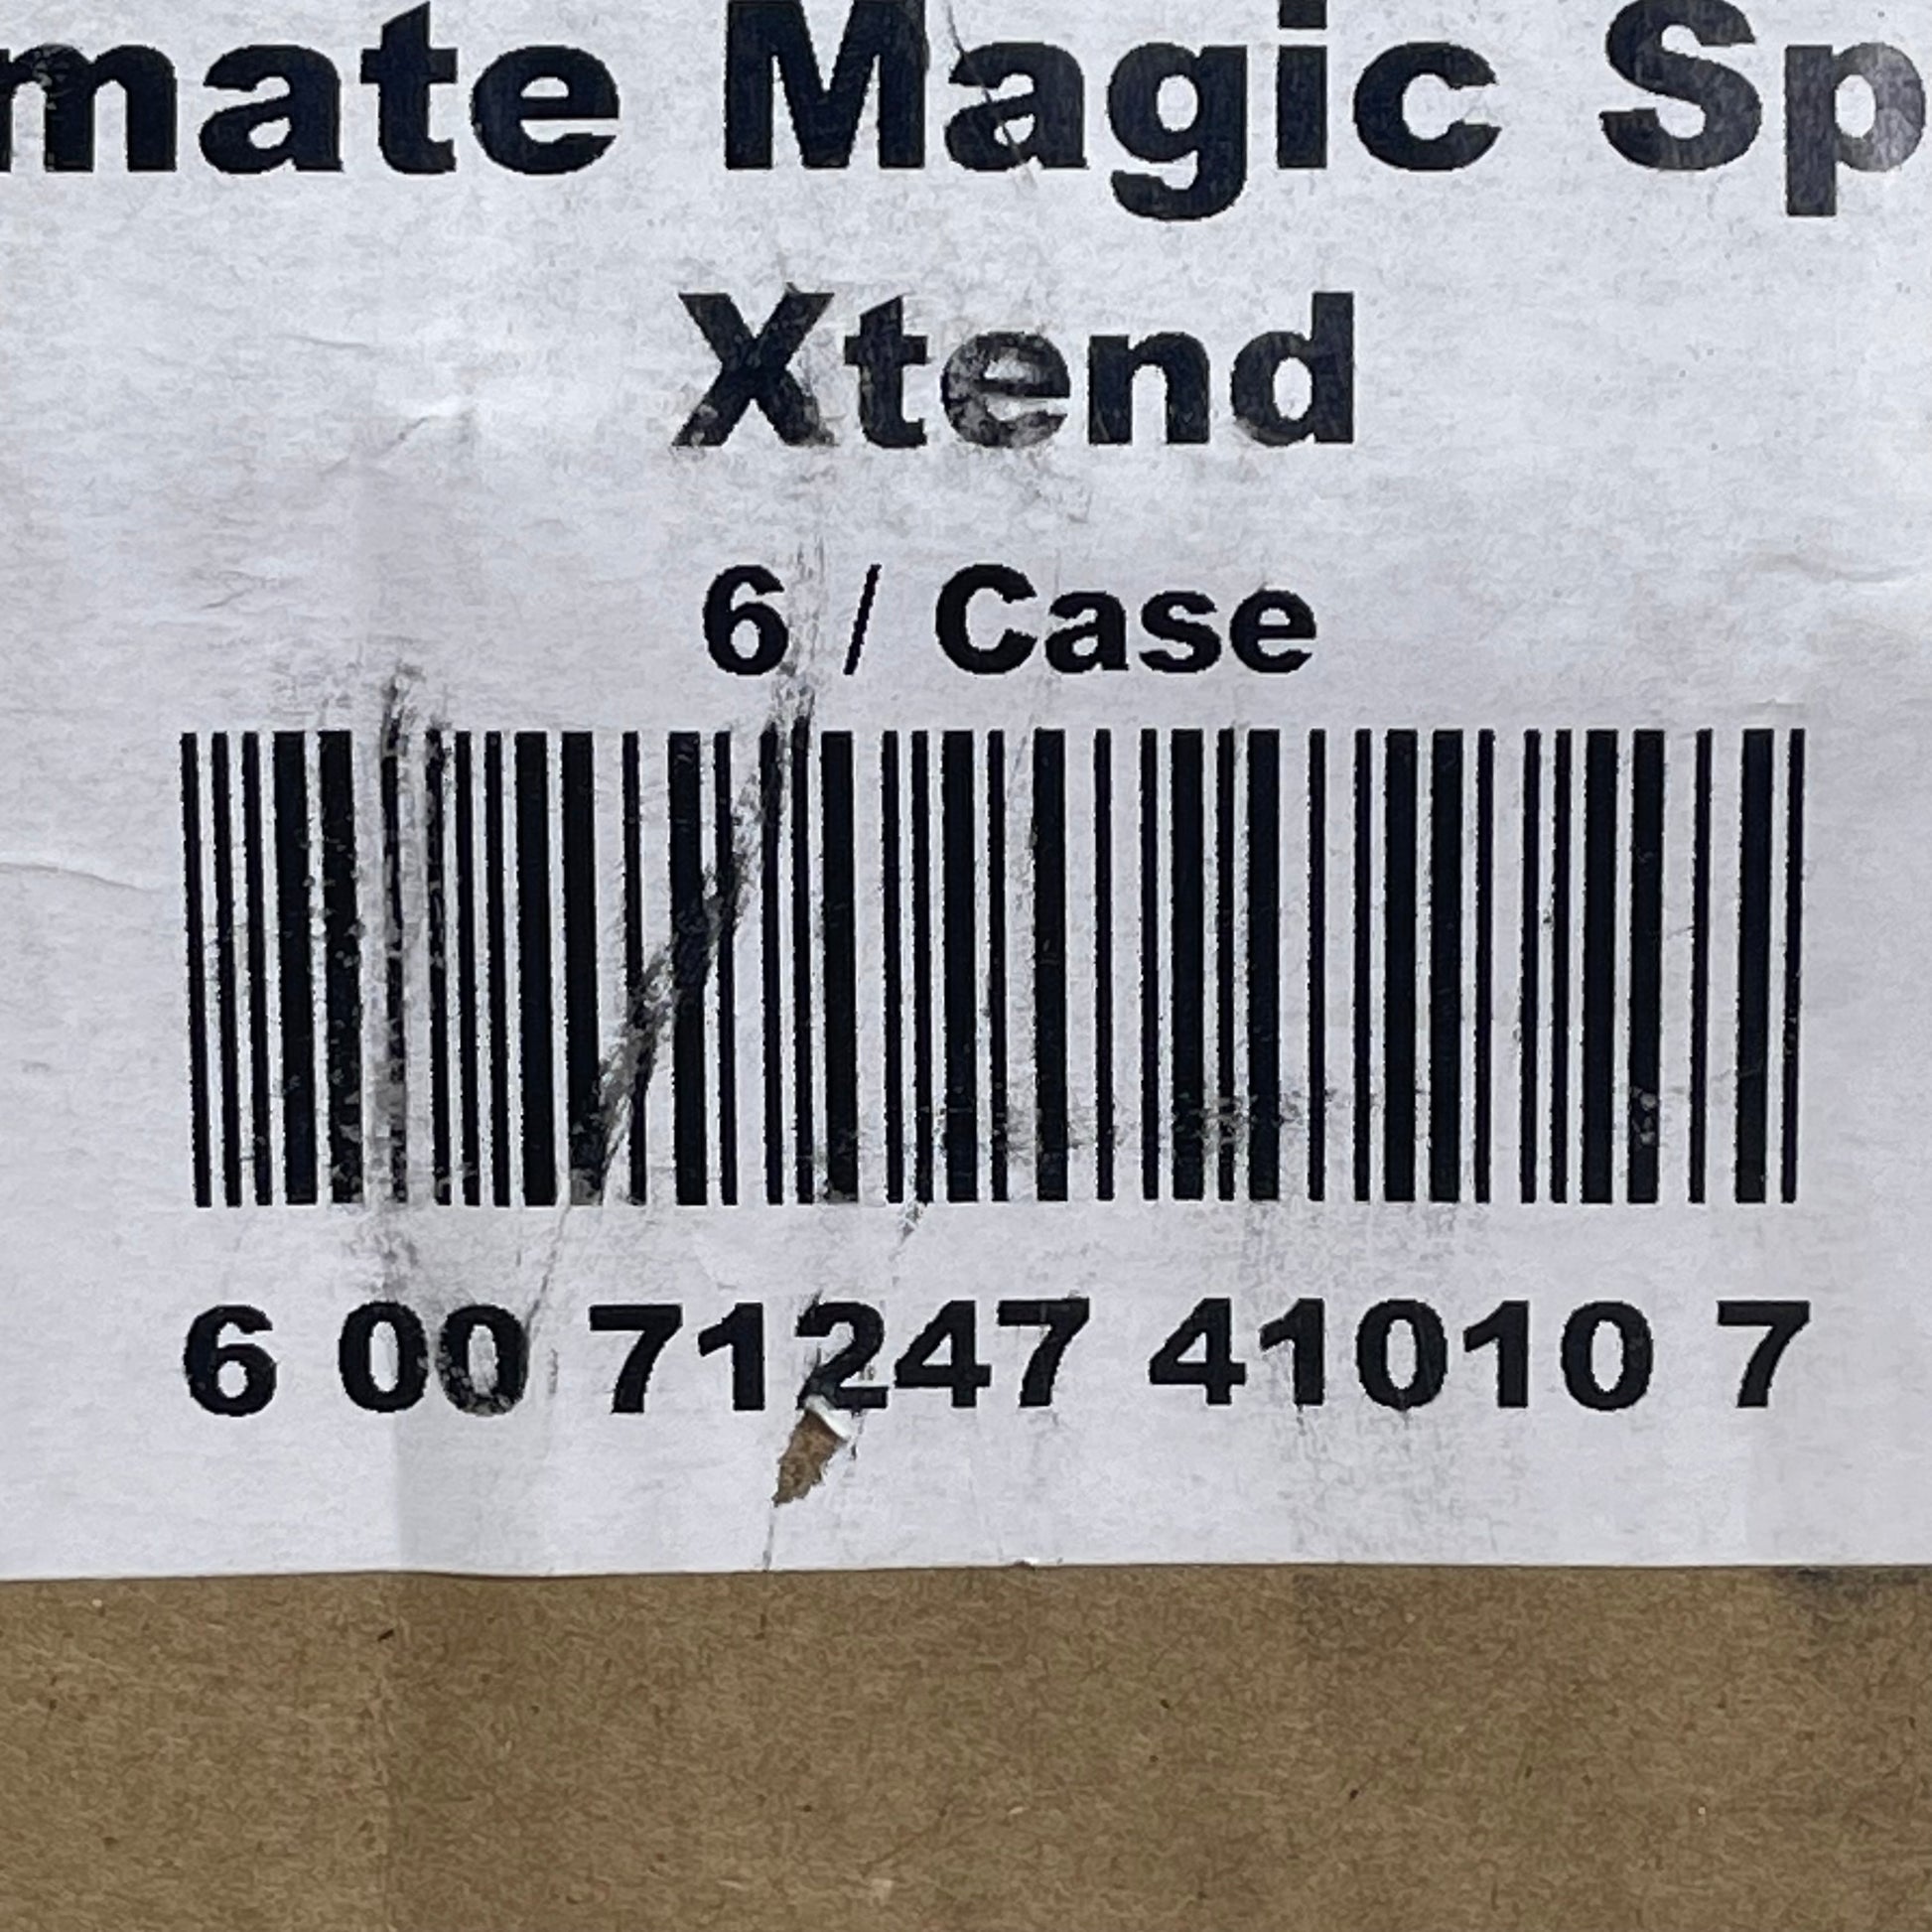 mate Magic Sp
Xtend
6 / Case
6 00 71247 41010 7